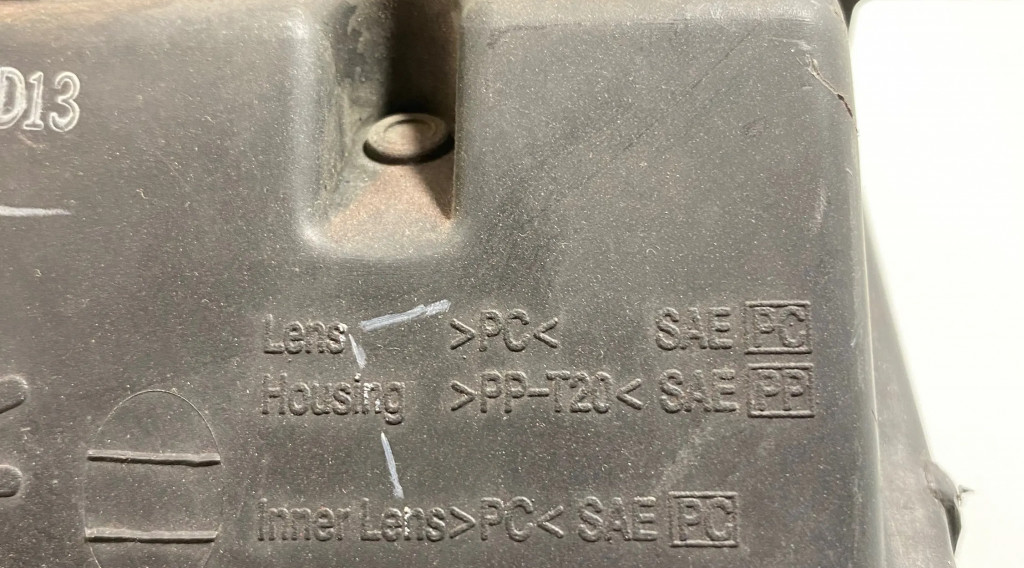 D13
Lens >PC< SAE PC
Housing >PP-T20< SAE PP
Inner Lens>PC< SAE PC